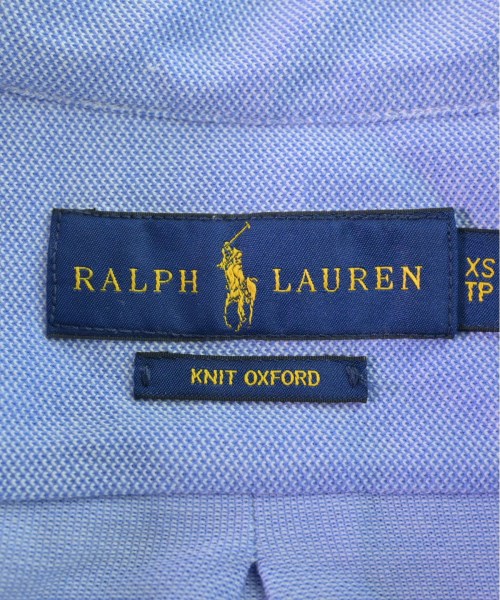 RALPH LAUREN
XS
TP
KNIT OXFORD